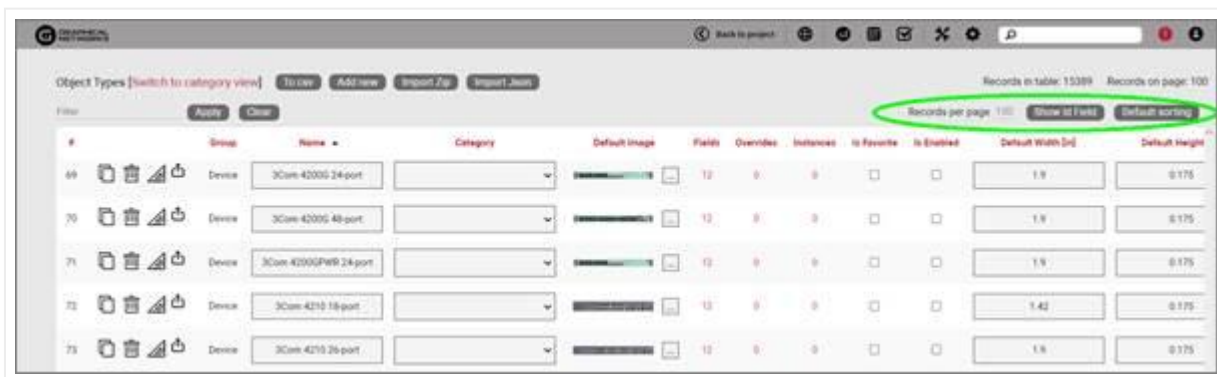 GRAPHICAL NETWORKS
Back to project
Object Types [Switch to category view] To csv Add new Import Zip Import Json Records in table: 15389 Records on page: 100
Filter Apply Clear Records per page 100 Show Id Field Default sorting
# Group Name Category Default Image Fields Overrides Instances Is Favorite Is Enabled Default Width [in] Default Height
69 Device 3Com 4200G 24-port ... 12 0 0 1.9 0.175
70 Device 3Com 4200G 48-port ... 12 0 0 1.9 0.175
71 Device 3Com 4200GPWR 24-port ... 12 0 0 1.9 0.175
72 Device 3Com 4210 18-port ... 12 0 0 1.42 0.175
73 Device 3Com 4210 26-port ... 12 0 0 1.9 0.175